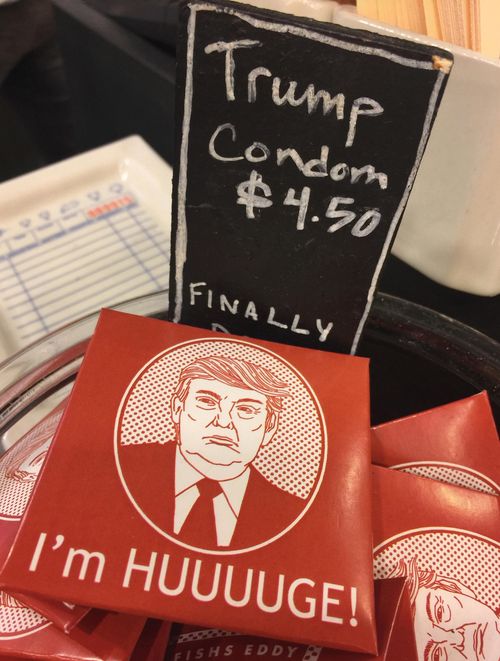 Trump
Condom
$4.50
FINALLY
I'm HUUUUGE!
FISHS EDDY